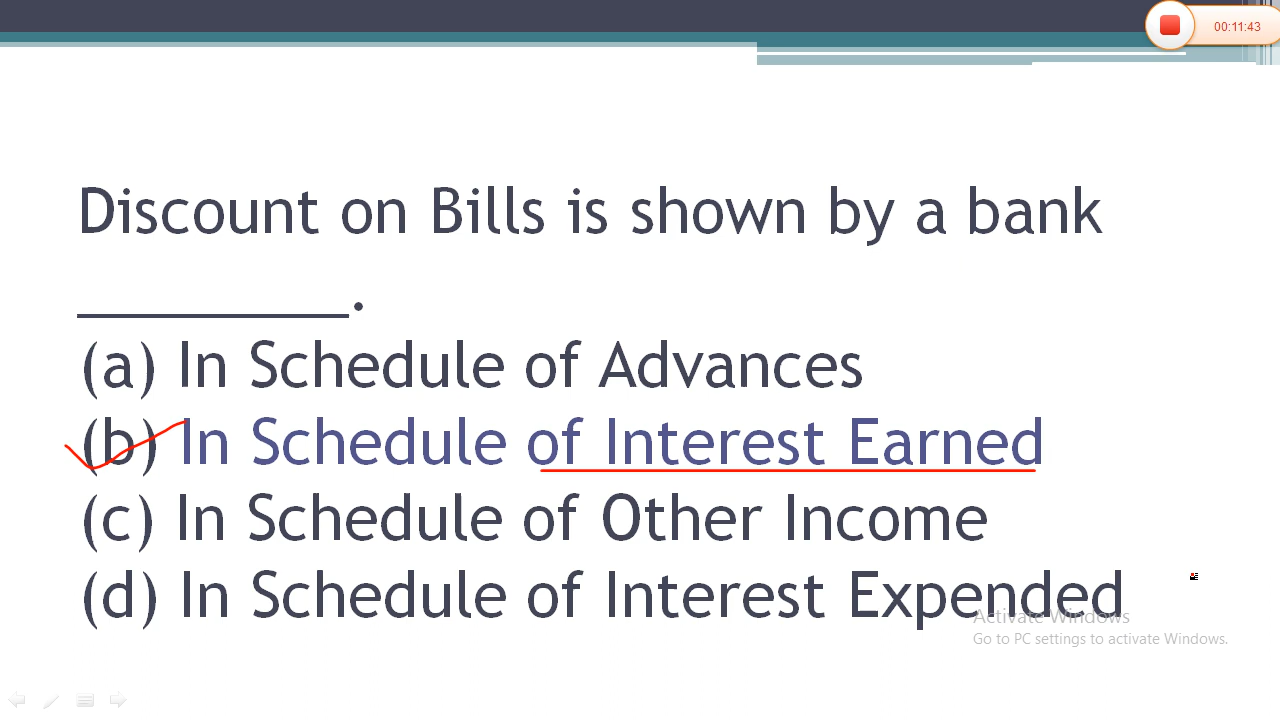 00:11:43
Discount on Bills is shown by a bank
________.
(a) In Schedule of Advances
(b) In Schedule of Interest Earned
(c) In Schedule of Other Income
(d) In Schedule of Interest Expended
Activate Windows
Go to PC settings to activate Windows.